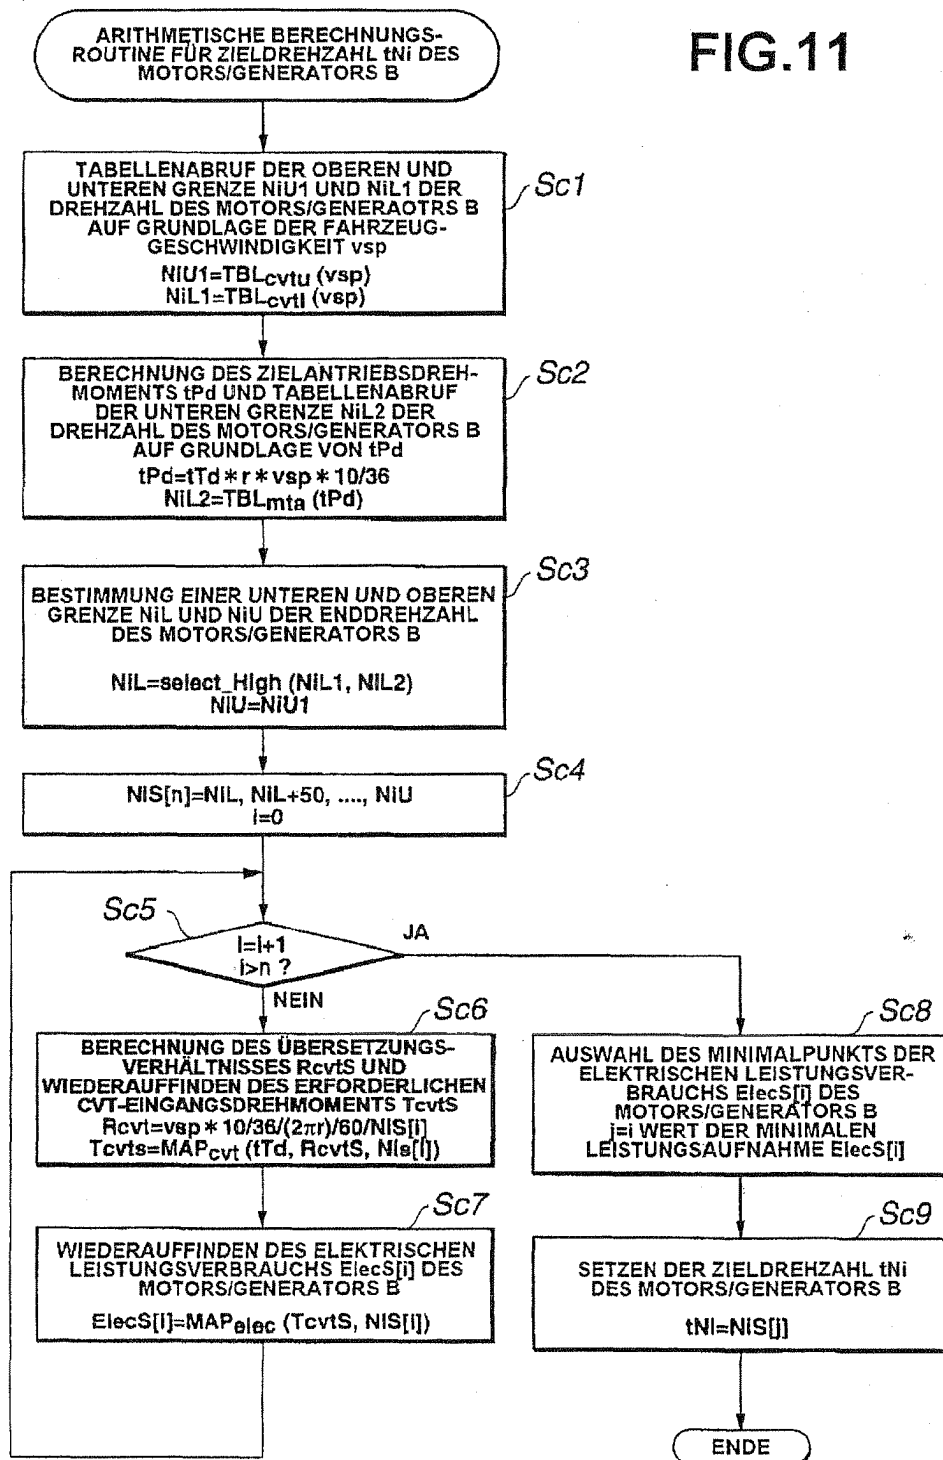 ARITHMETISCHE BERECHNUNGS-
ROUTINE FÜR ZIELDREHZAHL tNi DES
MOTORS/GENERATORS B
FIG.11
TABELLENABRUF DER OBEREN UND
UNTEREN GRENZE NiU1 UND NiL1 DER
DREHZAHL DES MOTORS/GENERAOTRS B
AUF GRUNDLAGE DER FAHRZEUG-
GESCHWINDIGKEIT vsp
NiU1=TBLcvtu (vsp)
NiL1=TBLcvtl (vsp)
Sc1
BERECHNUNG DES ZIELANTRIEBSDREH-
MOMENTS tPd UND TABELLENABRUF
DER UNTEREN GRENZE NiL2 DER
DREHZAHL DES MOTORS/GENERATORS B
AUF GRUNDLAGE VON tPd
tPd=tTd*r*vsp*10/36
NiL2=TBLmta (tPd)
Sc2
BESTIMMUNG EINER UNTEREN UND OBEREN
GRENZE NiL UND NiU DER ENDDREHZAHL
DES MOTORS/GENERATORS B
NiL=select_High (NiL1, NiL2)
NiU=NiU1
Sc3
NiS[n]=NiL, NiL+50, ...., NiU
i=0
Sc4
Sc5
i=i+1
i>n ?
JA
NEIN
Sc6
BERECHNUNG DES ÜBERSETZUNGS-
VERHÄLTNISSES RcvtS UND
WIEDERAUFFINDEN DES ERFORDERLICHEN
CVT-EINGANGSDREHMOMENTS TcvtS
Rcvt=vsp*10/36/(2πr)/60/NiS[i]
Tcvts=MAPcvt (tTd, RcvtS, Nis[i])
Sc7
WIEDERAUFFINDEN DES ELEKTRISCHEN
LEISTUNGSVERBRAUCHS ElecS[i] DES
MOTORS/GENERATORS B
ElecS[i]=MAPelec (TcvtS, NiS[i])
Sc8
AUSWAHL DES MINIMALPUNKTS DER
ELEKTRISCHEN LEISTUNGSVER-
BRAUCHS ElecS[i] DES
MOTORS/GENERATORS B
j=i WERT DER MINIMALEN
LEISTUNGSAUFNAHME ElecS[i]
Sc9
SETZEN DER ZIELDREHZAHL tNi
DES MOTORS/GENERATORS B
tNi=NiS[j]
ENDE